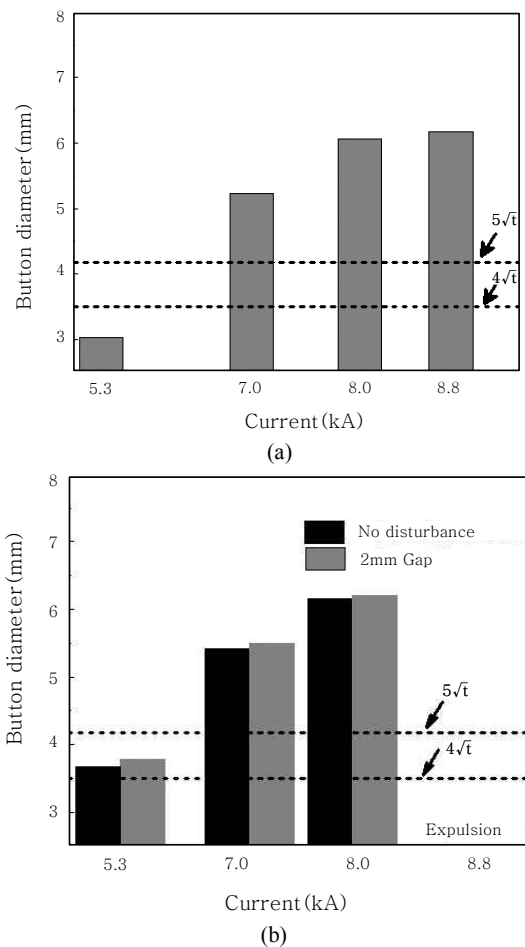 8
7
6
5
4
3
Button diameter(mm)
5√t
4√t
5.3 7.0 8.0 8.8
Current(kA)
(a)
8
7
6
5
4
3
Button diameter(mm)
No disturbance
2mm Gap
5√t
4√t
Expulsion
5.3 7.0 8.0 8.8
Current(kA)
(b)